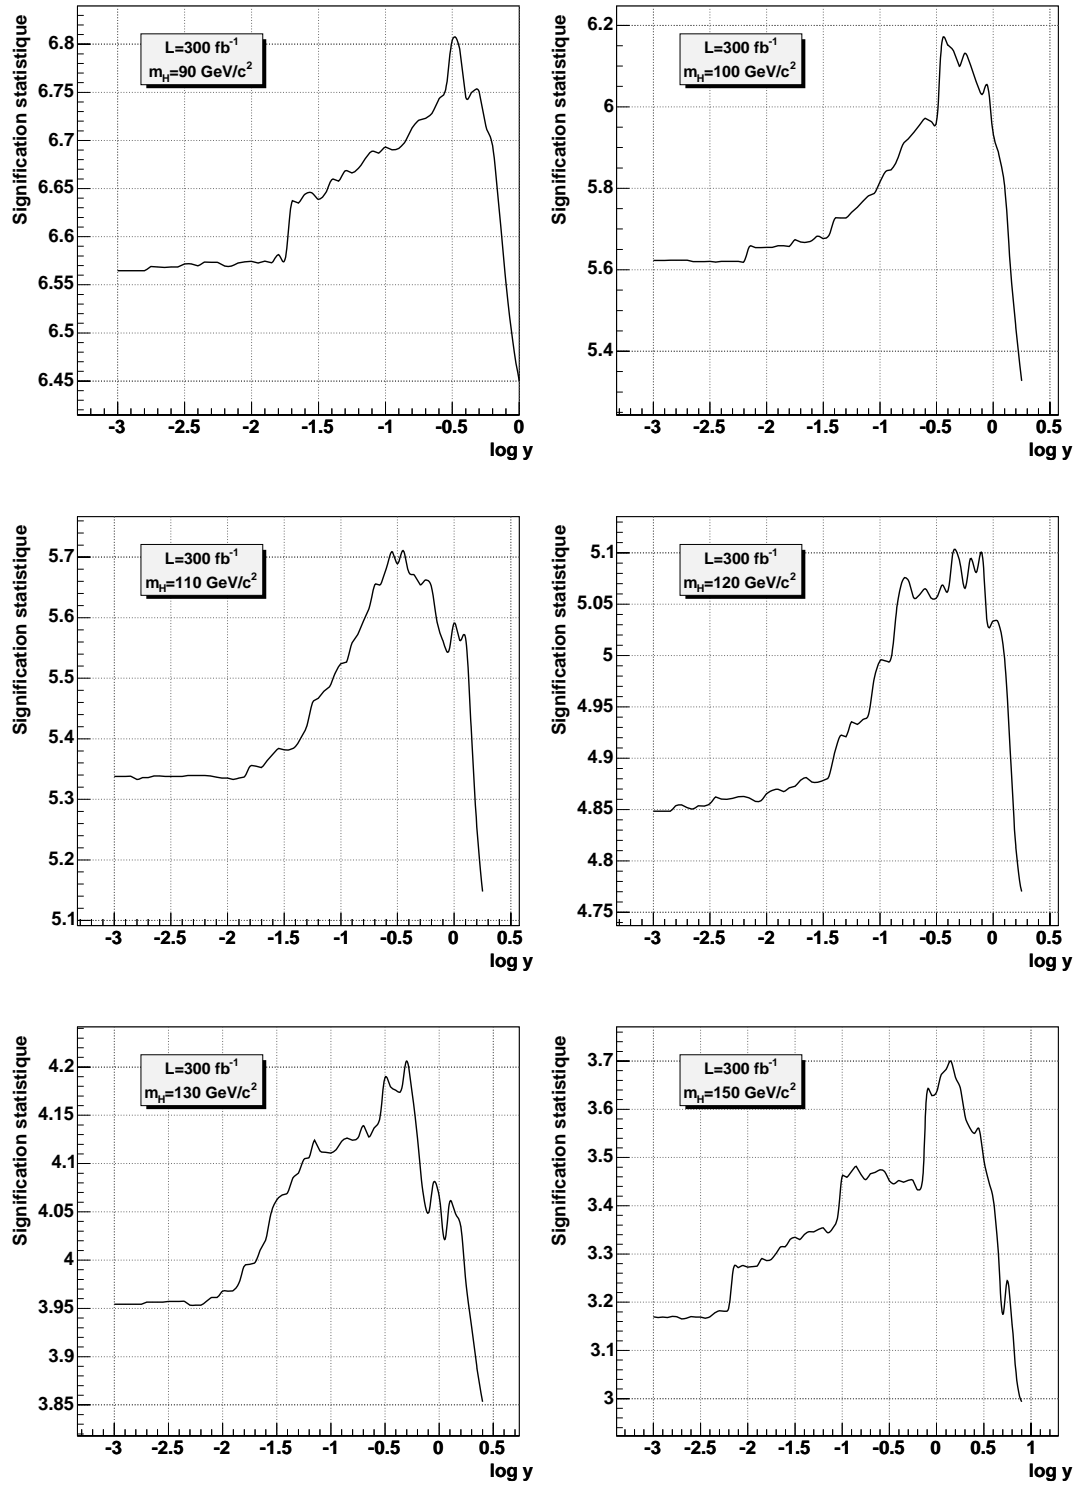 Signification statistique
L=300 fb⁻¹
m_H=90 GeV/c²
6.8
6.75
6.7
6.65
6.6
6.55
6.5
6.45
-3 -2.5 -2 -1.5 -1 -0.5 0
log y
Signification statistique
L=300 fb⁻¹
m_H=100 GeV/c²
6.2
6
5.8
5.6
5.4
-3 -2.5 -2 -1.5 -1 -0.5 0 0.5
log y
Signification statistique
L=300 fb⁻¹
m_H=110 GeV/c²
5.7
5.6
5.5
5.4
5.3
5.2
5.1
-3 -2.5 -2 -1.5 -1 -0.5 0 0.5
log y
Signification statistique
L=300 fb⁻¹
m_H=120 GeV/c²
5.1
5.05
5
4.95
4.9
4.85
4.8
4.75
-3 -2.5 -2 -1.5 -1 -0.5 0 0.5
log y
Signification statistique
L=300 fb⁻¹
m_H=130 GeV/c²
4.2
4.15
4.1
4.05
4
3.95
3.9
3.85
-3 -2.5 -2 -1.5 -1 -0.5 0 0.5
log y
Signification statistique
L=300 fb⁻¹
m_H=150 GeV/c²
3.7
3.6
3.5
3.4
3.3
3.2
3.1
3
-3 -2.5 -2 -1.5 -1 -0.5 0 0.5 1
log y